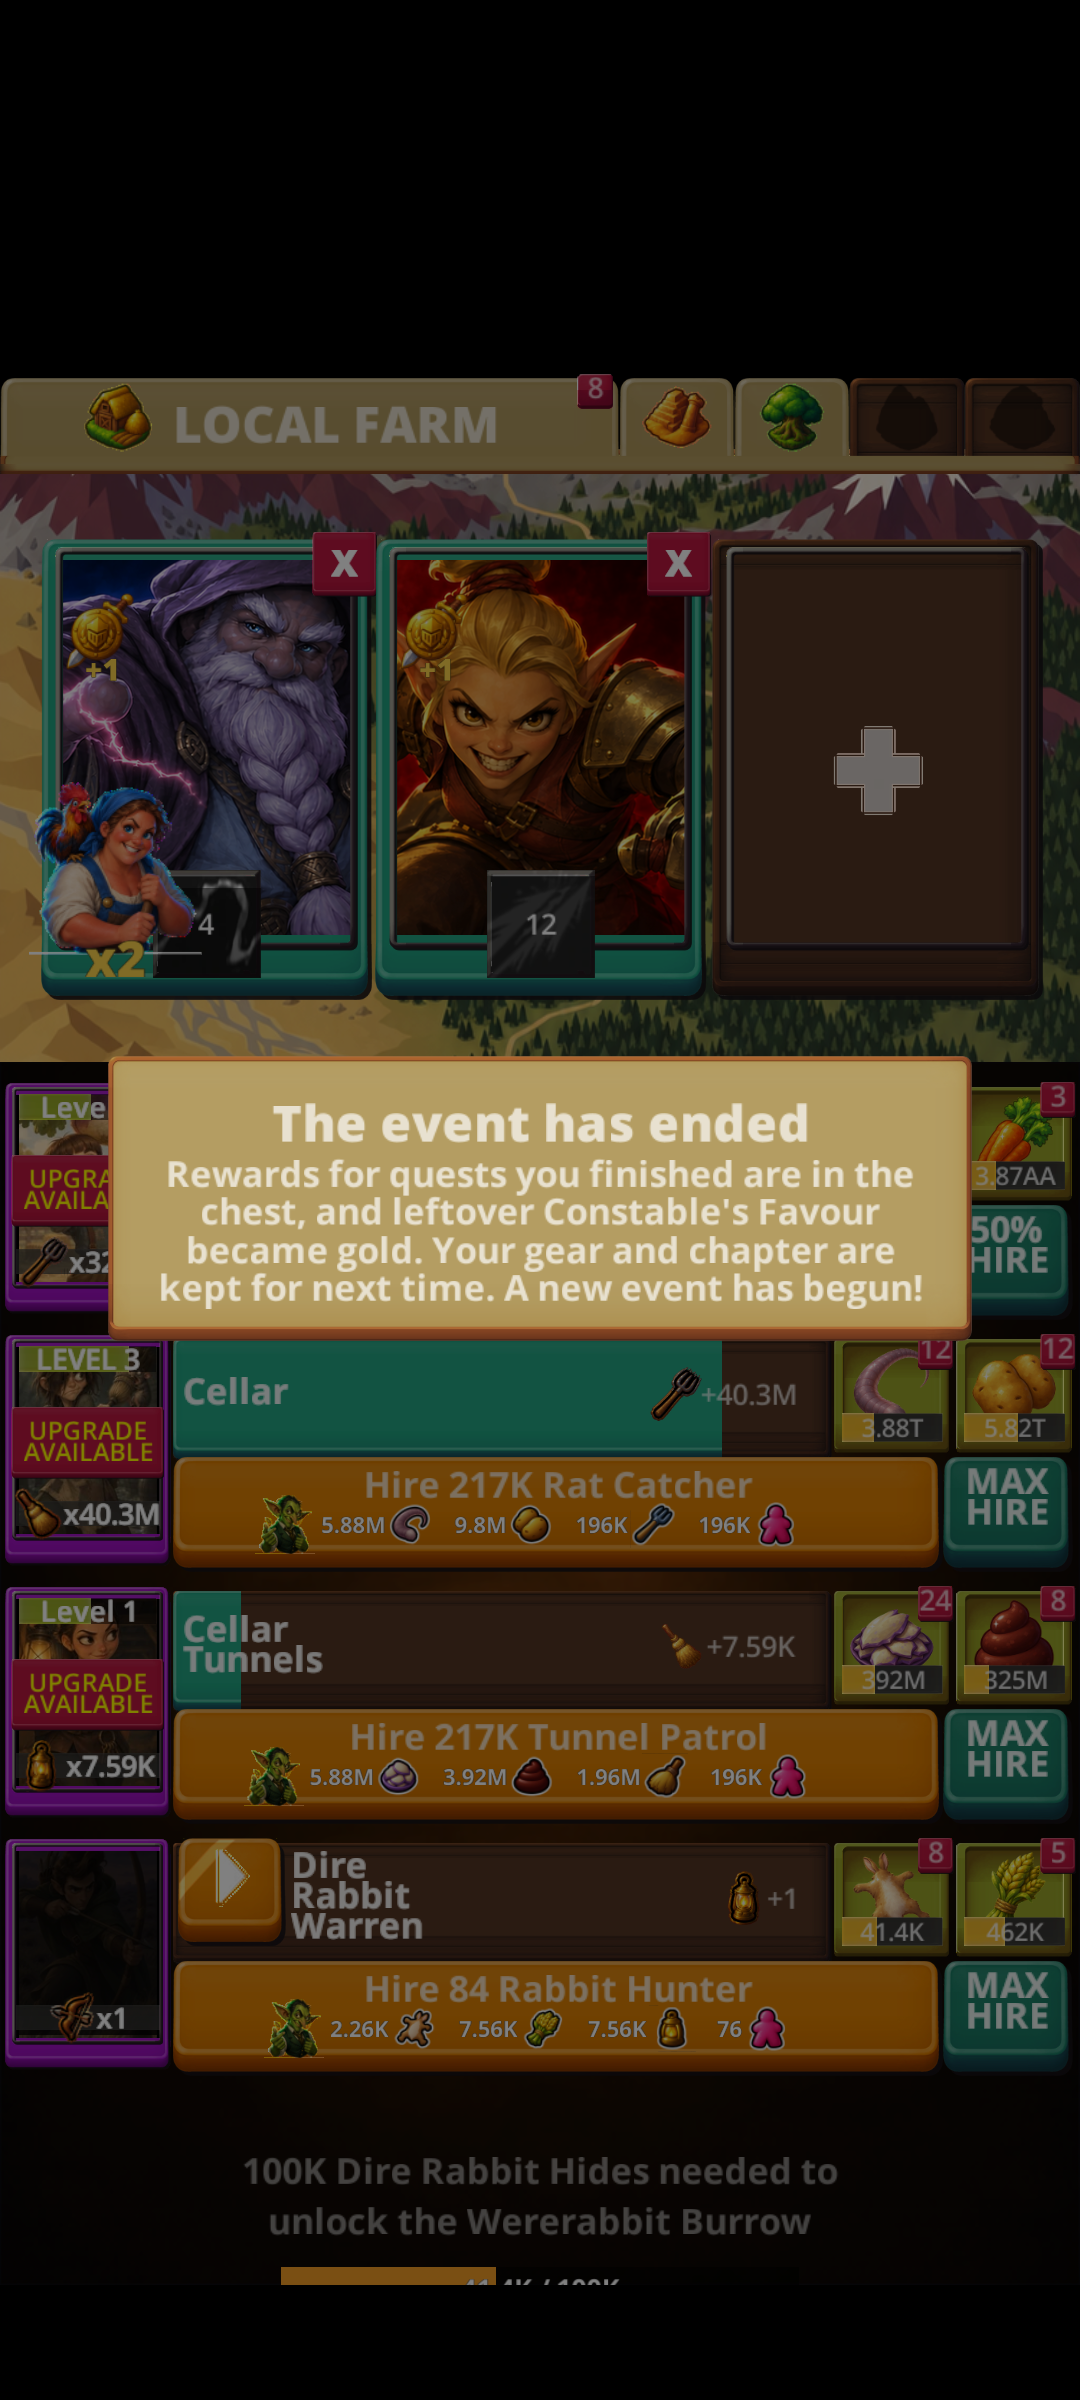 8
LOCAL FARM
X
X
+1
+1
4
x2
12
The event has ended
Rewards for quests you finished are in the
chest, and leftover Constable's Favour
became gold. Your gear and chapter are
kept for next time. A new event has begun!
3
3.87AA
50%
HIRE
LEVEL 3
UPGRADE
AVAILABLE
x40.3M
Cellar
+40.3M
12
3.88T
12
5.82T
Hire 217K Rat Catcher
5.88M
9.8M
196K
196K
MAX
HIRE
Level 1
UPGRADE
AVAILABLE
x7.59K
Cellar
Tunnels
+7.59K
24
392M
8
325M
Hire 217K Tunnel Patrol
5.88M
3.92M
1.96M
196K
MAX
HIRE
x1
Dire
Rabbit
Warren
+1
8
41.4K
5
462K
Hire 84 Rabbit Hunter
2.26K
7.56K
7.56K
76
MAX
HIRE
100K Dire Rabbit Hides needed to
unlock the Wererabbit Burrow